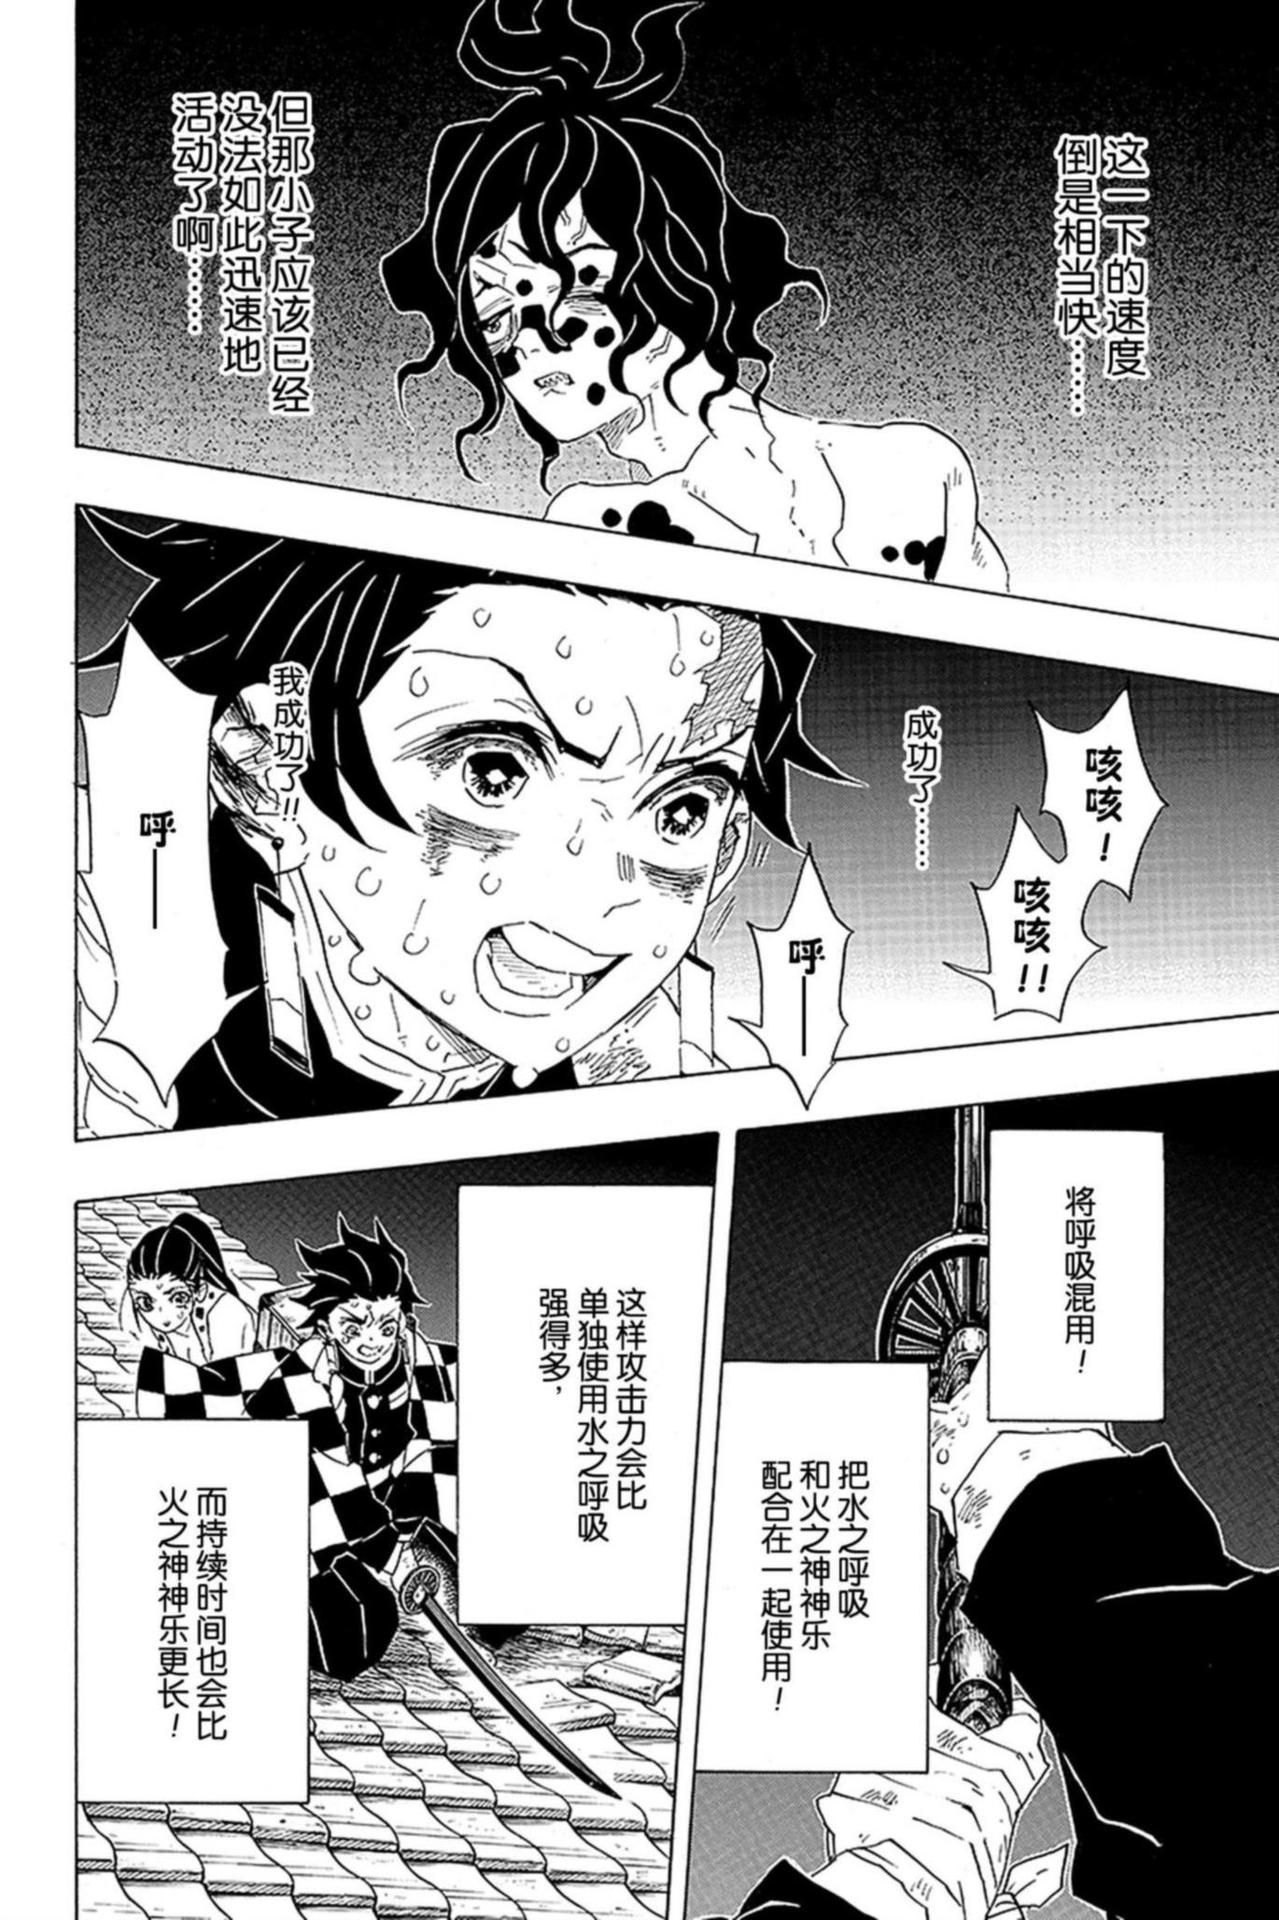 这一下的速度
倒是相当快……
但那小子应该已经
没法如此迅速地
活动了啊……
咳咳！
咳咳！！
成功了……
呼——
我成功了！！
呼——
将呼吸混用！
把水之呼吸
和火之神神乐
配合在一起使用！
这样攻击力会比
单独使用水之呼吸
强得多，
而持续时间也会比
火之神神乐更长！